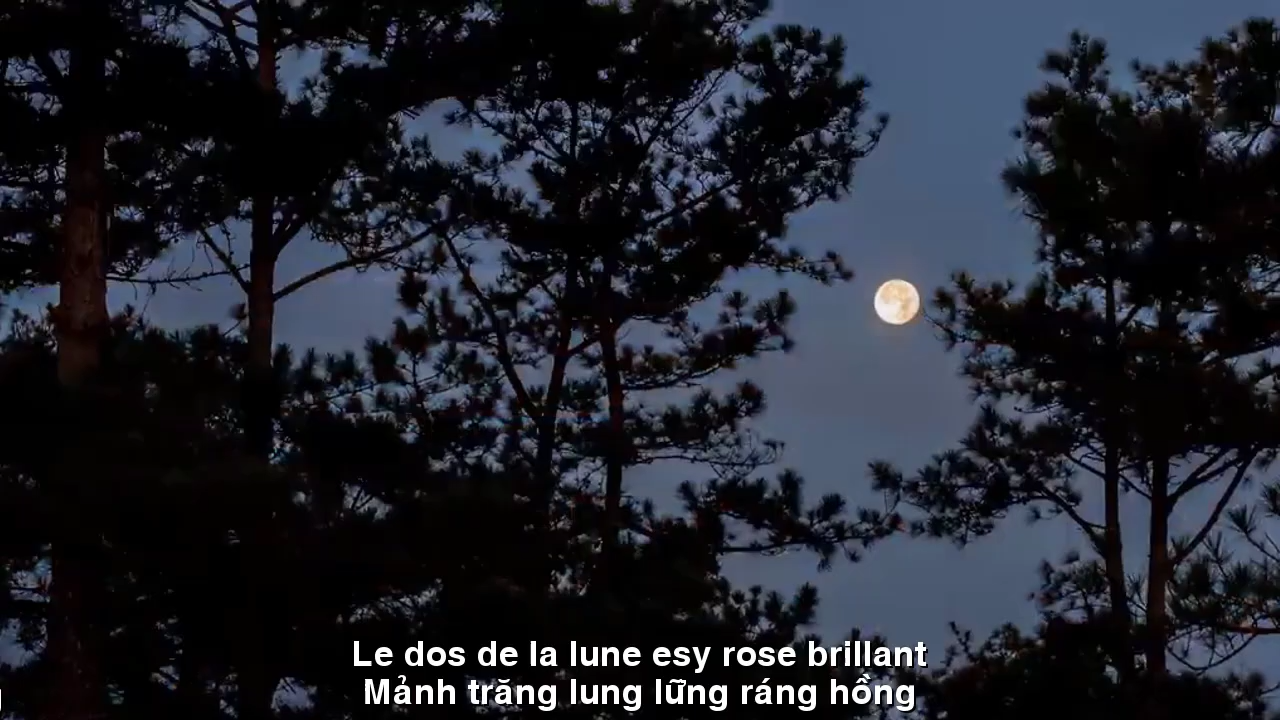 Le dos de la lune esy rose brillant
Mảnh trăng lung lững ráng hồng